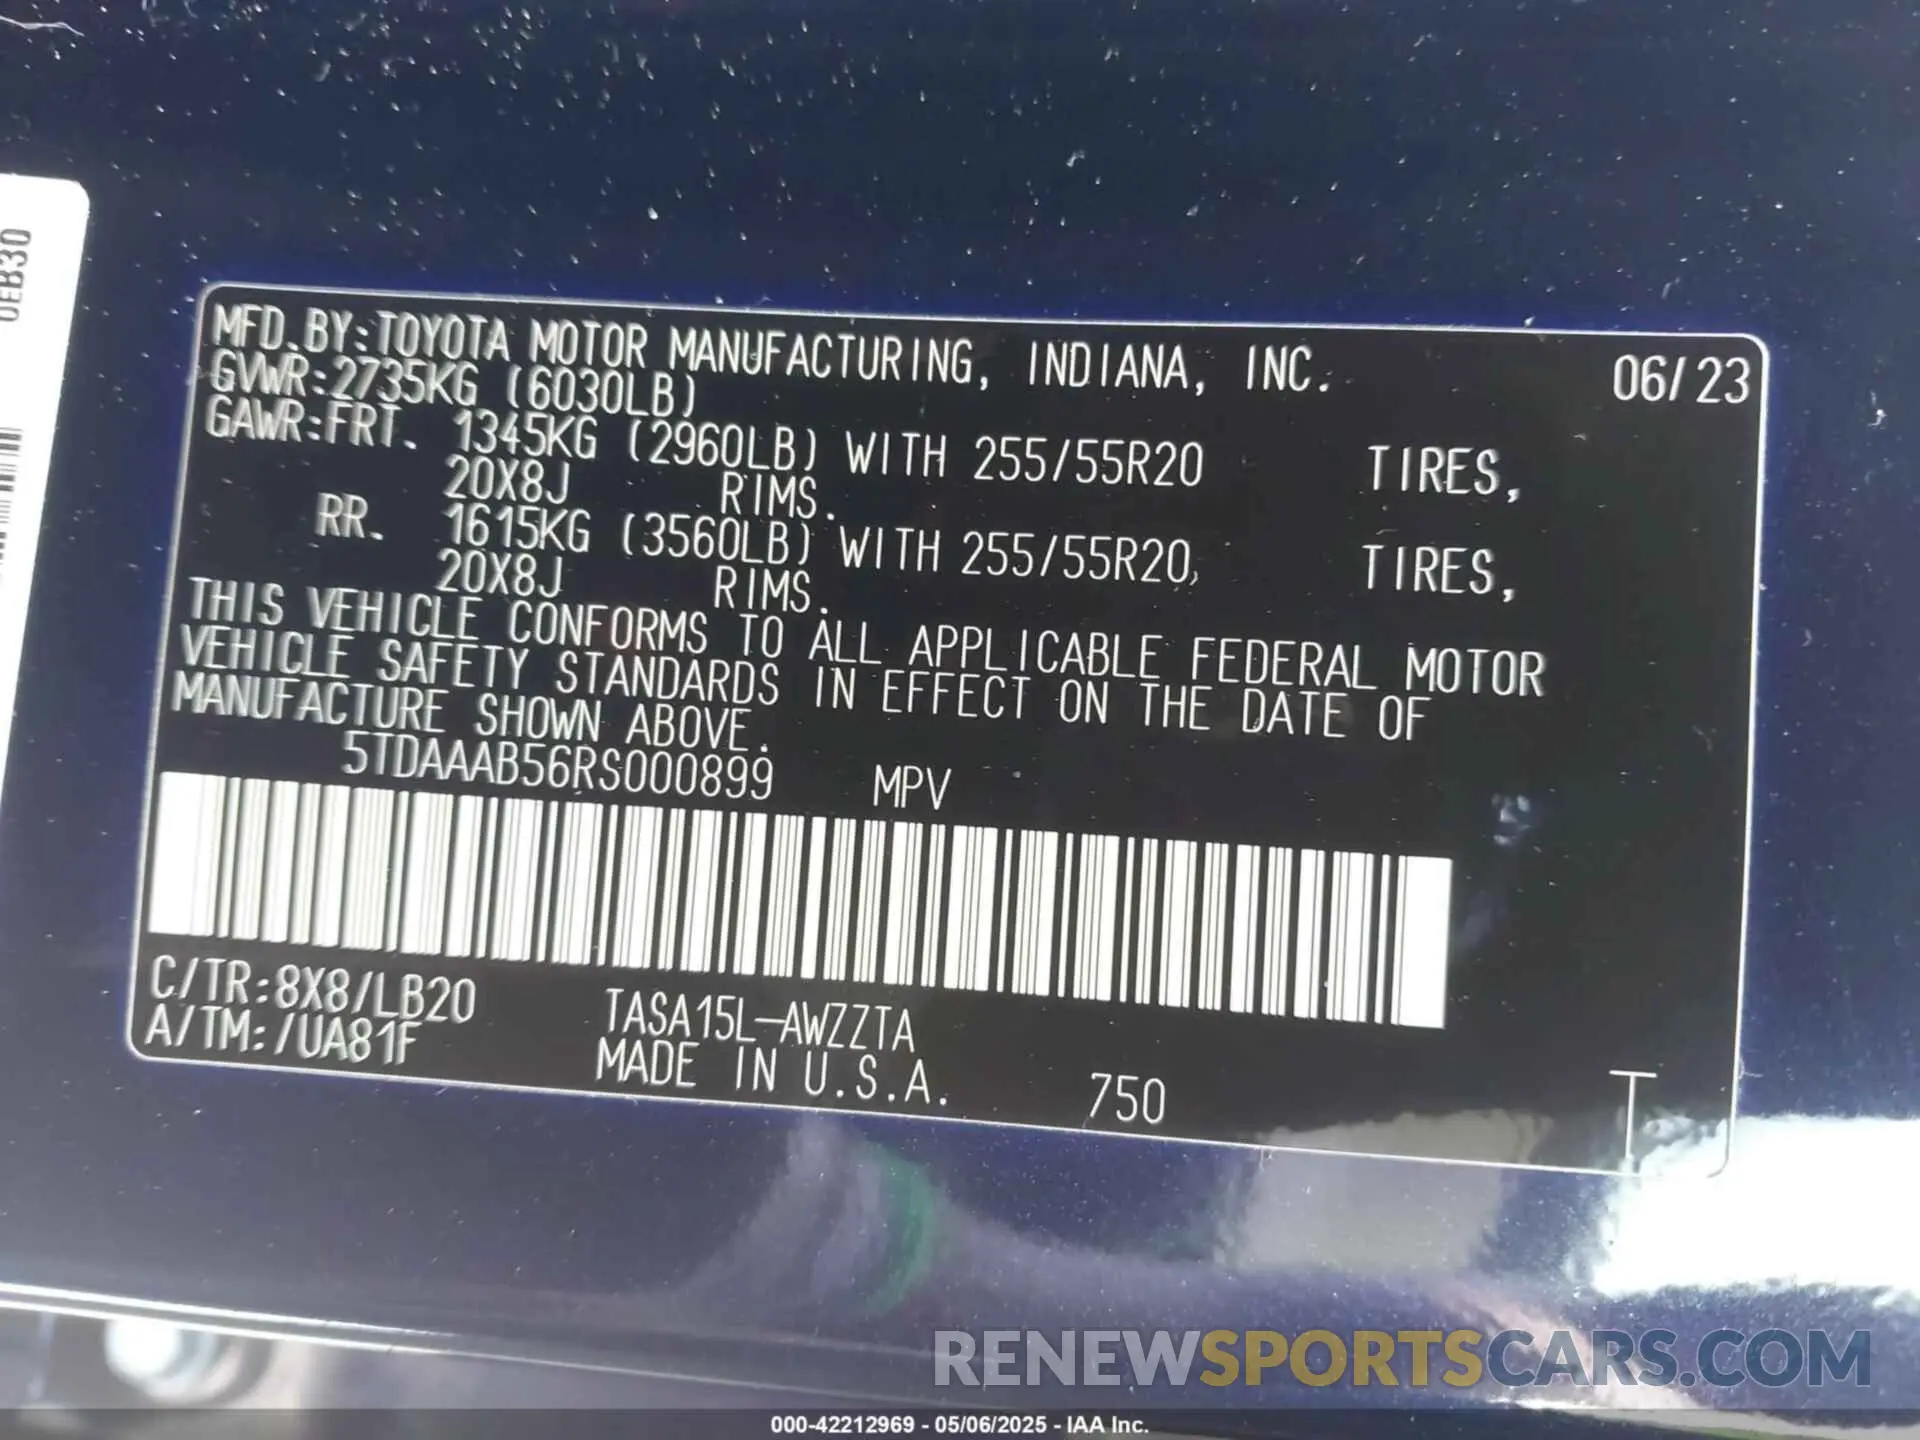 0EB30
MFD.BY:TOYOTA MOTOR MANUFACTURING, INDIANA, INC. 06/23
GVWR:2735KG (6030LB)
GAWR:FRT. 1345KG (2960LB) WITH 255/55R20 TIRES,
20X8J RIMS.
RR. 1615KG (3560LB) WITH 255/55R20, TIRES,
20X8J RIMS.
THIS VEHICLE CONFORMS TO ALL APPLICABLE FEDERAL MOTOR
VEHICLE SAFETY STANDARDS IN EFFECT ON THE DATE OF
MANUFACTURE SHOWN ABOVE.
5TDAAAB56RS000899 MPV
C/TR:8X8/LB20 TASA15L-AWZZTA
A/TM:/UA81F MADE IN U.S.A. 750 T
RENEWSPORTSCARS.COM
000-42212969 - 05/06/2025 - IAA Inc.